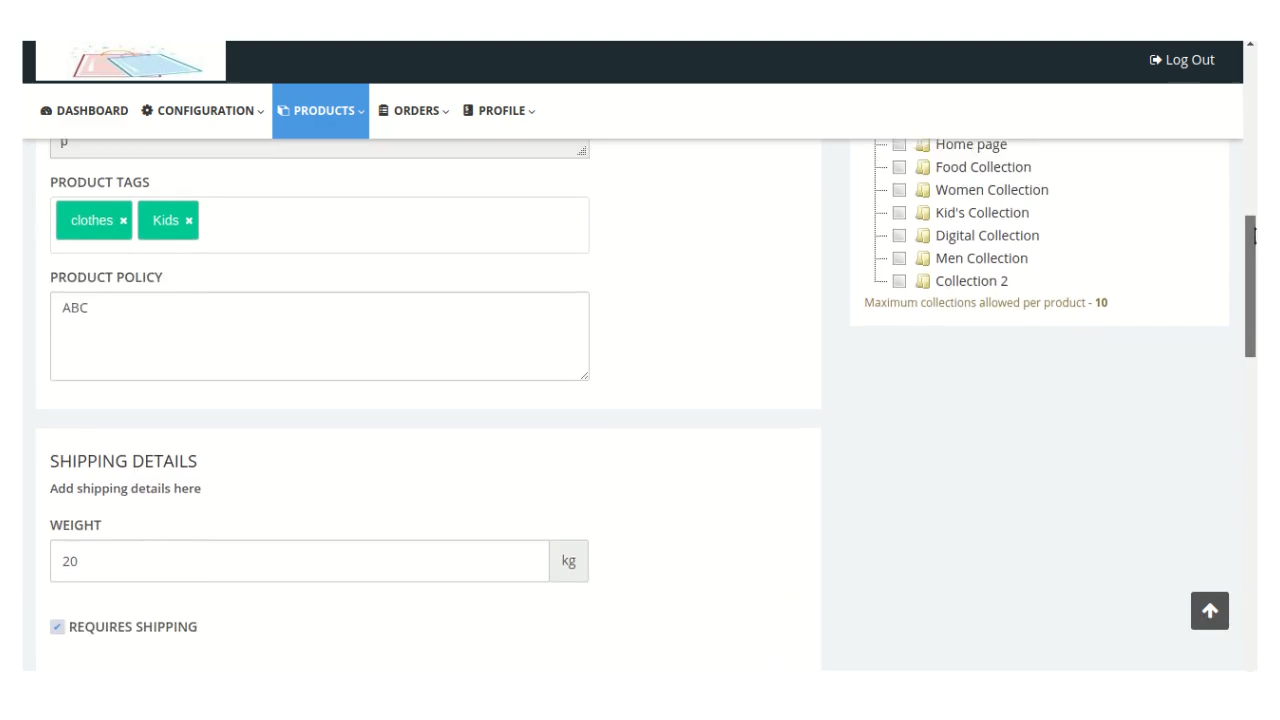 Log Out
DASHBOARD CONFIGURATION PRODUCTS ORDERS PROFILE
p
PRODUCT TAGS
clothes × Kids ×
PRODUCT POLICY
ABC
SHIPPING DETAILS
Add shipping details here
WEIGHT
20 kg
REQUIRES SHIPPING
Home page
Food Collection
Women Collection
Kid's Collection
Digital Collection
Men Collection
Collection 2
Maximum collections allowed per product - 10